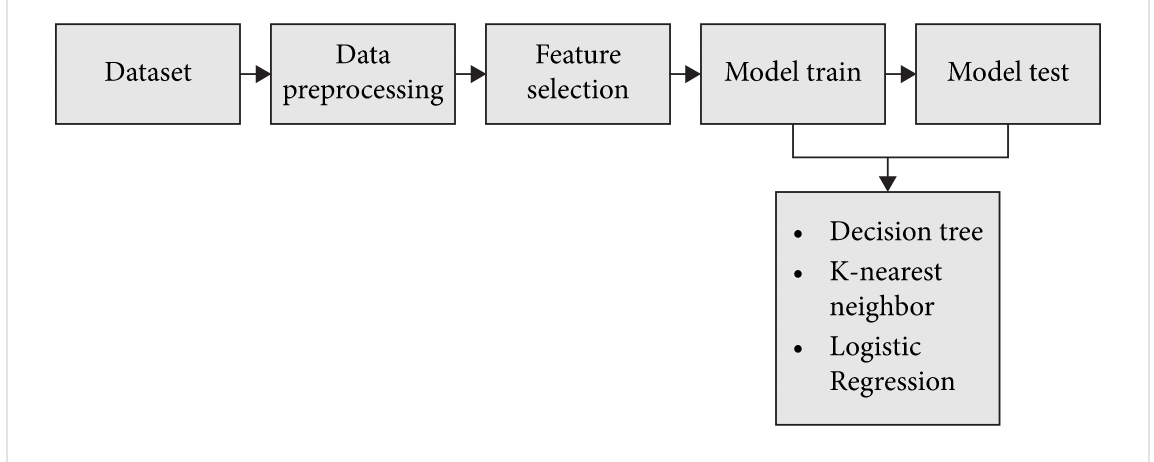 Dataset
Data
preprocessing
Feature
selection
Model train
Model test
• Decision tree
• K-nearest
neighbor
• Logistic
Regression